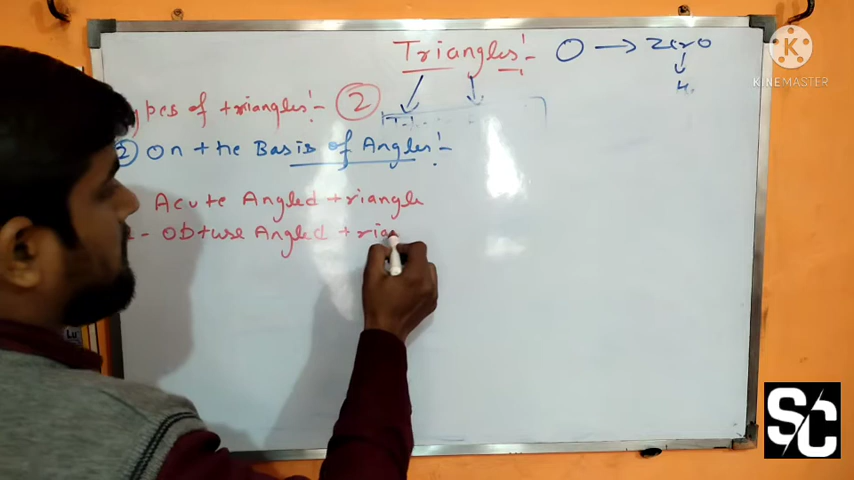 Triangles:- O → Zero
4.
ypes of triangles:- 2
2 On the Basis of Angles:-
Acute Angled triangle
- Obtuse Angled tria
KINEMASTER
SC